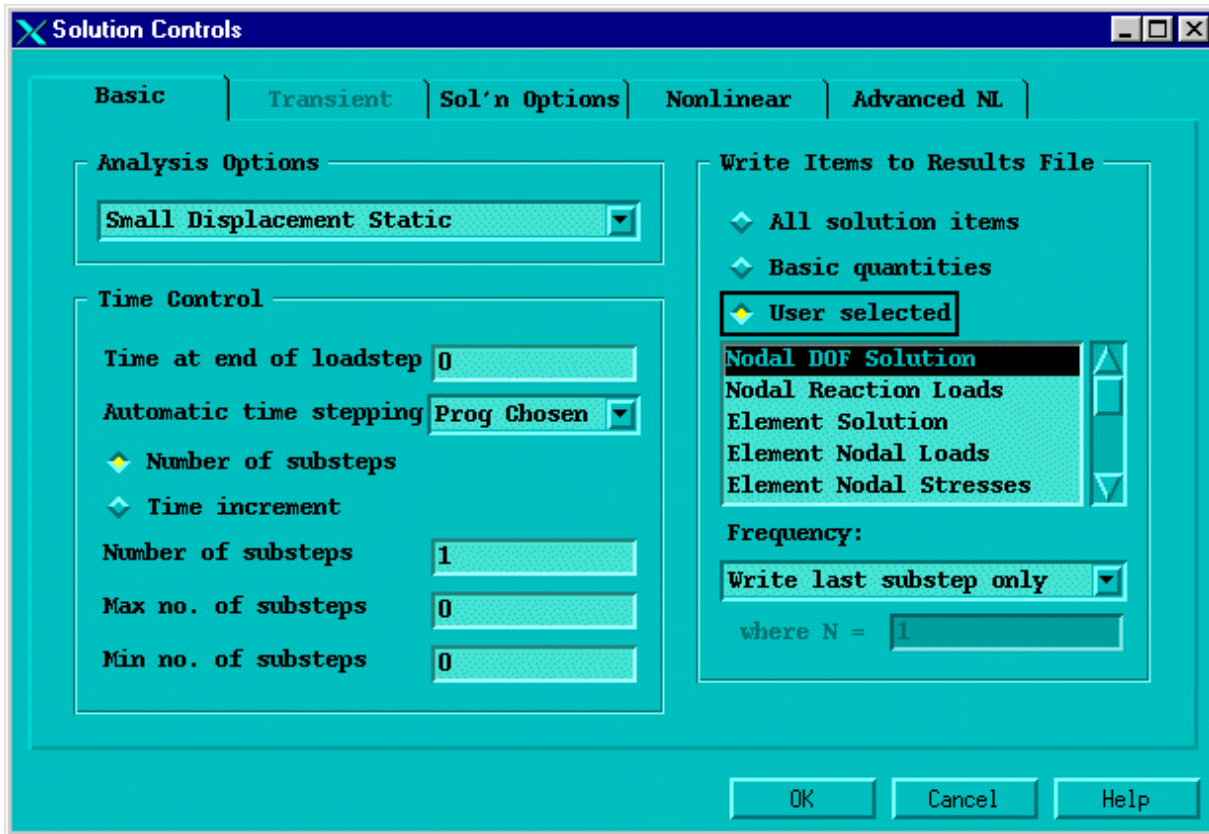 Solution Controls
Basic Transient Sol'n Options Nonlinear Advanced NL
Analysis Options
Small Displacement Static
Time Control
Time at end of loadstep 0
Automatic time stepping Prog Chosen
Number of substeps
Time increment
Number of substeps 1
Max no. of substeps 0
Min no. of substeps 0
Write Items to Results File
All solution items
Basic quantities
User selected
Nodal DOF Solution
Nodal Reaction Loads
Element Solution
Element Nodal Loads
Element Nodal Stresses
Frequency:
Write last substep only
where N = 1
OK Cancel Help